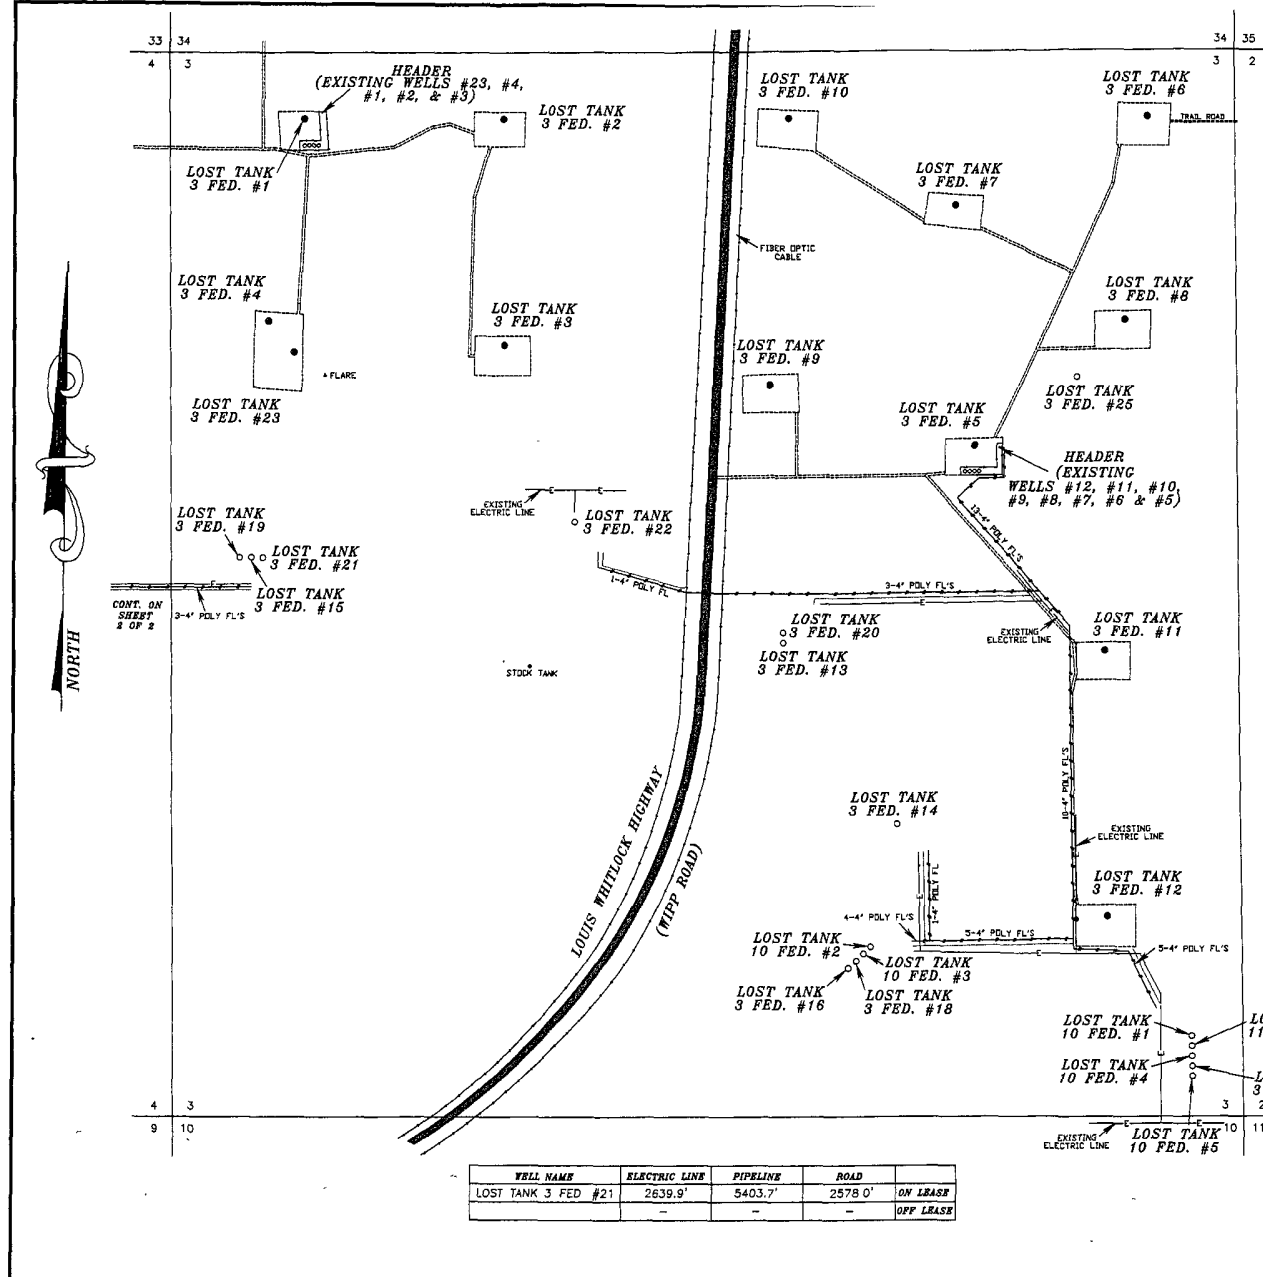 33 34
4 3
34 35
3 2
HEADER
(EXISTING WELLS #23, #4,
#1, #2, & #3)
LOST TANK
3 FED. #2
LOST TANK
3 FED. #1
LOST TANK
3 FED. #10
LOST TANK
3 FED. #6
TRAIL ROAD
LOST TANK
3 FED. #7
FIBER OPTIC
CABLE
LOST TANK
3 FED. #4
LOST TANK
3 FED. #3
LOST TANK
3 FED. #8
LOST TANK
3 FED. #9
FLARE
LOST TANK
3 FED. #23
LOST TANK
3 FED. #25
LOST TANK
3 FED. #5
HEADER
(EXISTING
WELLS #12, #11, #10,
#9, #8, #7, #6 & #5)
EXISTING
ELECTRIC LINE
E E
LOST TANK
3 FED. #22
LOST TANK
3 FED. #19
LOST TANK
3 FED. #21
LOST TANK
3 FED. #15
E
CONT. ON
SHEET
2 OF 2
3-4" POLY FL'S
NORTH
1-4" POLY FL
3-4" POLY FL'S
E
13-4" POLY FL'S
E
EXISTING
ELECTRIC LINE
LOST TANK
3 FED. #20
LOST TANK
3 FED. #13
LOST TANK
3 FED. #11
STOCK TANK
LOUIS WHITLOCK HIGHWAY
(WIPP ROAD)
10-4" POLY FL'S
LOST TANK
3 FED. #14
EXISTING
ELECTRIC LINE
E
LOST TANK
3 FED. #12
E
1-4" POLY FL
4-4" POLY FL'S
5-4" POLY FL'S
E
5-4" POLY FL'S
LOST TANK
10 FED. #2
LOST TANK
10 FED. #3
LOST TANK
3 FED. #16
LOST TANK
3 FED. #18
LOST TANK
10 FED. #1
LO
11
E
LOST TANK
10 FED. #4
L
3
4 3
9 10
3 2
10 11
EXISTING
ELECTRIC LINE
E E
LOST TANK
10 FED. #5
WELL NAME ELECTRIC LINE PIPELINE ROAD
LOST TANK 3 FED #21 2639.9' 5403.7' 2578 0' ON LEASE
- - - OFF LEASE